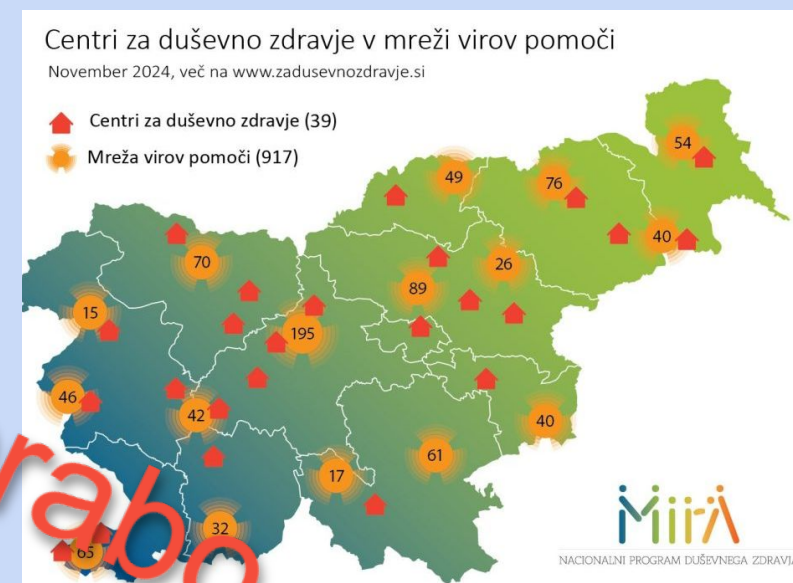 Centri za duševno zdravje v mreži virov pomoči
November 2024, več na www.zadusevnozdravje.si
Centri za duševno zdravje (39)
Mreža virov pomoči (917)
54
49
76
40
70
26
89
15
195
46
42
40
61
17
32
65
rabo
MIRA
NACIONALNI PROGRAM DUŠEVNEGA ZDRAVJA